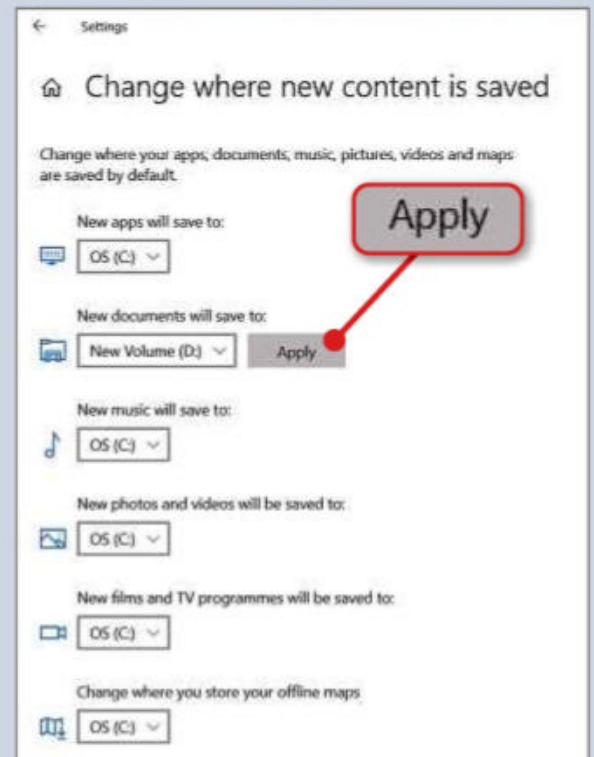 Settings
Change where new content is saved
Change where your apps, documents, music, pictures, videos and maps
are saved by default.
Apply
New apps will save to:
OS (C:)
New documents will save to:
New Volume (D:)
Apply
New music will save to:
OS (C:)
New photos and videos will be saved to:
OS (C:)
New films and TV programmes will be saved to:
OS (C:)
Change where you store your offline maps
OS (C:)